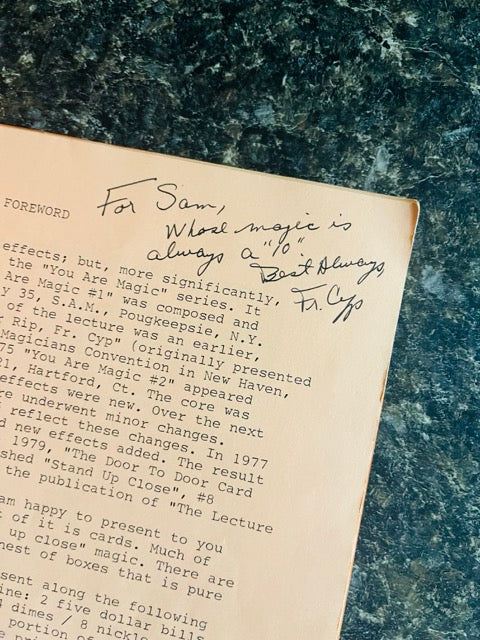 FOREWORD
For Sam,
Whose magic is
always a "10".
Best Always,
Fr. Cyp
effects; but, more significantly,
the "You Are Magic" series. It
Are Magic #1" was composed and
y 35, S.A.M., Pougkeepsie, N.Y.
of the lecture was an earlier,
Rip, Fr. Cyp" (originally presented
Magicians Convention in New Haven,
75 "You Are Magic #2" appeared
21, Hartford, Ct. The core was
effects were new. Over the next
re underwent minor changes.
reflect these changes. In 1977
d new effects added. The result
1979, "The Door To Door Card
shed "Stand Up Close", #8
the publication of "The Lecture
am happy to present to you
of it is cards. Much of
up close" magic. There are
nest of boxes that is pure
sent along the following
ine: 2 five dollar bills
4 dimes / 8 nickle
portion of